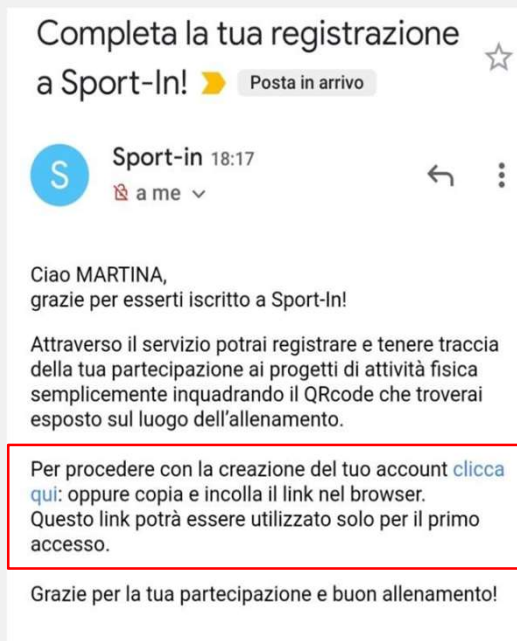 Completa la tua registrazione
a Sport-In! Posta in arrivo
S
Sport-in 18:17
a me
Ciao MARTINA,
grazie per esserti iscritto a Sport-In!
Attraverso il servizio potrai registrare e tenere traccia
della tua partecipazione ai progetti di attività fisica
semplicemente inquadrando il QRcode che troverai
esposto sul luogo dell'allenamento.
Per procedere con la creazione del tuo account clicca
qui: oppure copia e incolla il link nel browser.
Questo link potrà essere utilizzato solo per il primo
accesso.
Grazie per la tua partecipazione e buon allenamento!